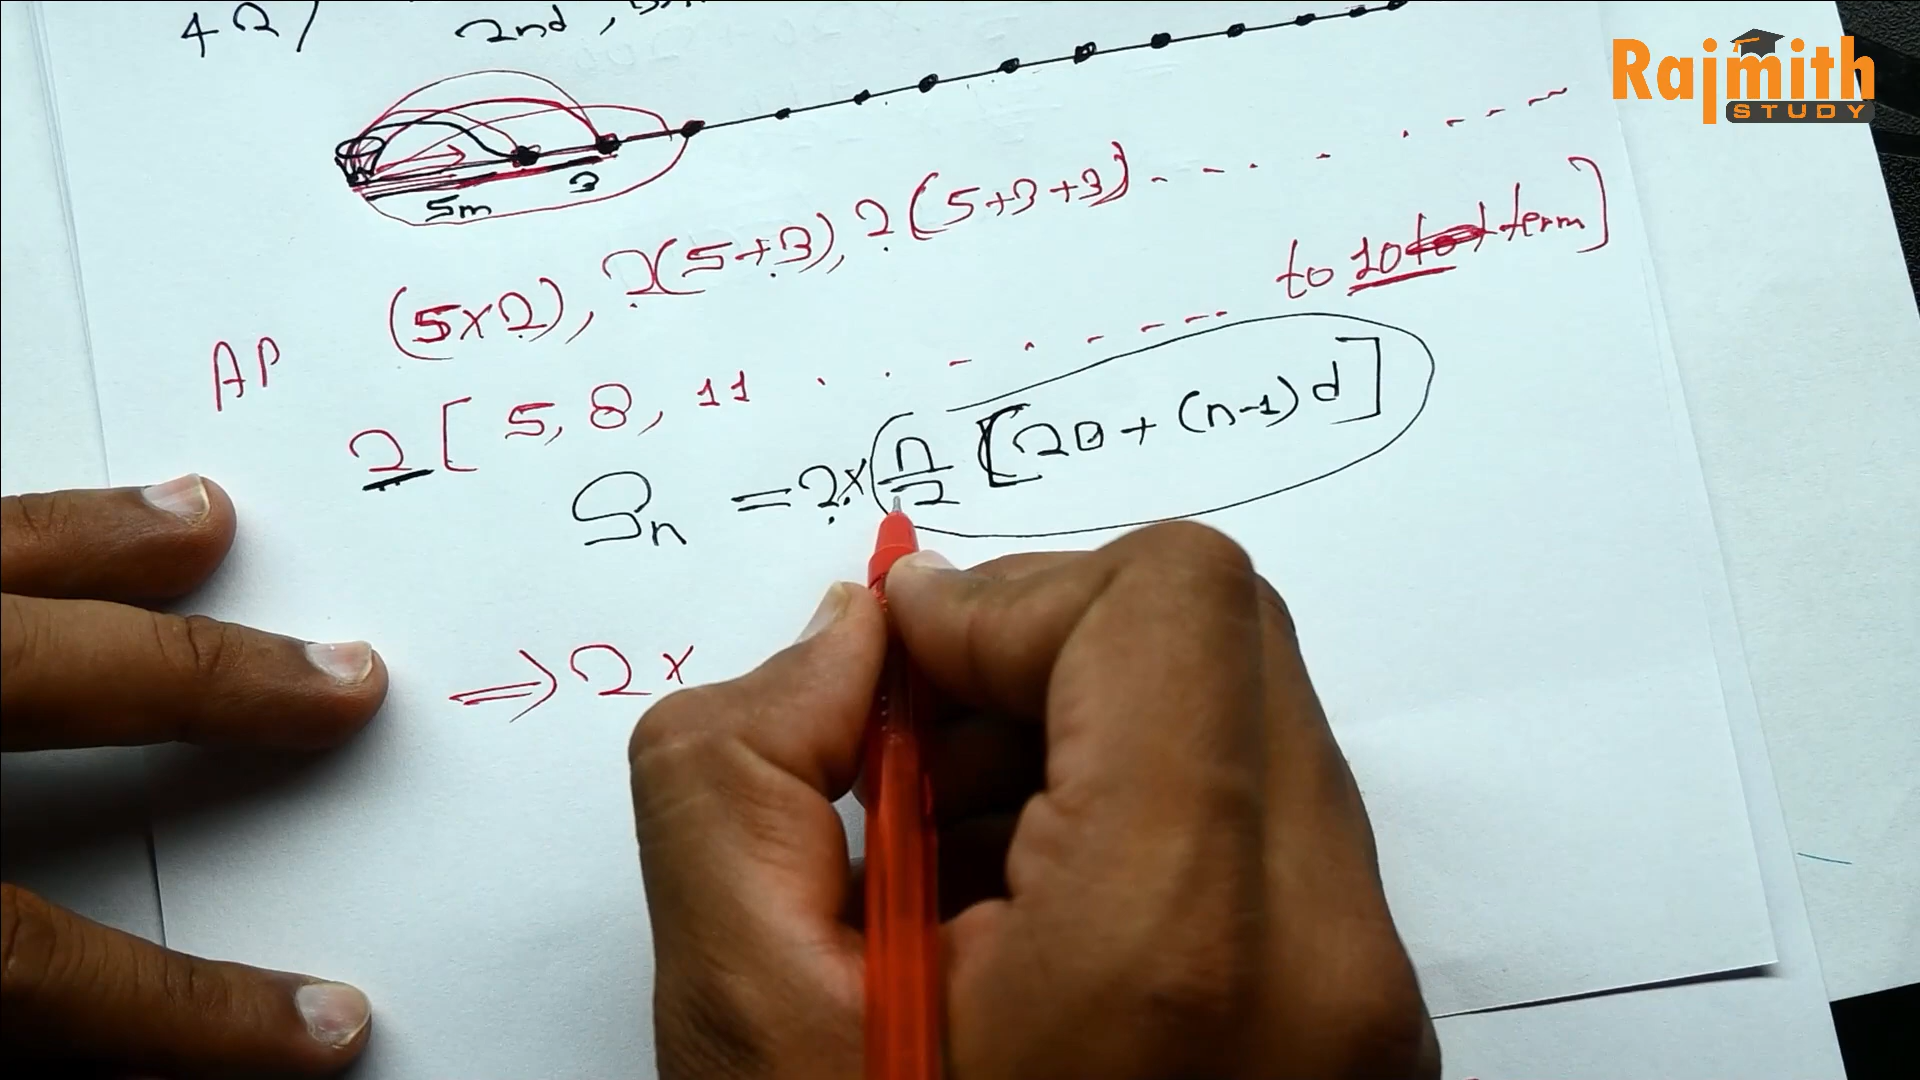 2nd,
Rajmith
STUDY
5m 3
(5×2), 2(5+3), 2(5+3+3) - - - - - - -
AP
2 [ 5, 8, 11 . . - - - - - to 10 term]
Sn = 2× n/2 [2a + (n-1) d]
⇒ 2 ×